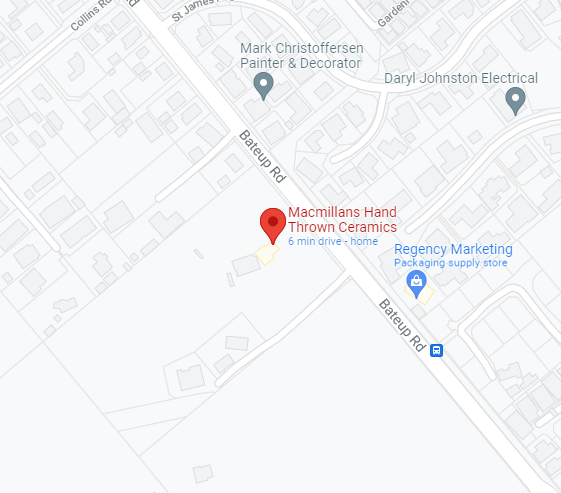 Collins Ro
rd
St James
Garden
Mark Christoffersen
Painter & Decorator
Daryl Johnston Electrical
Bateup Rd
Macmillans Hand
Thrown Ceramics
6 min drive - home
Regency Marketing
Packaging supply store
Bateup Rd